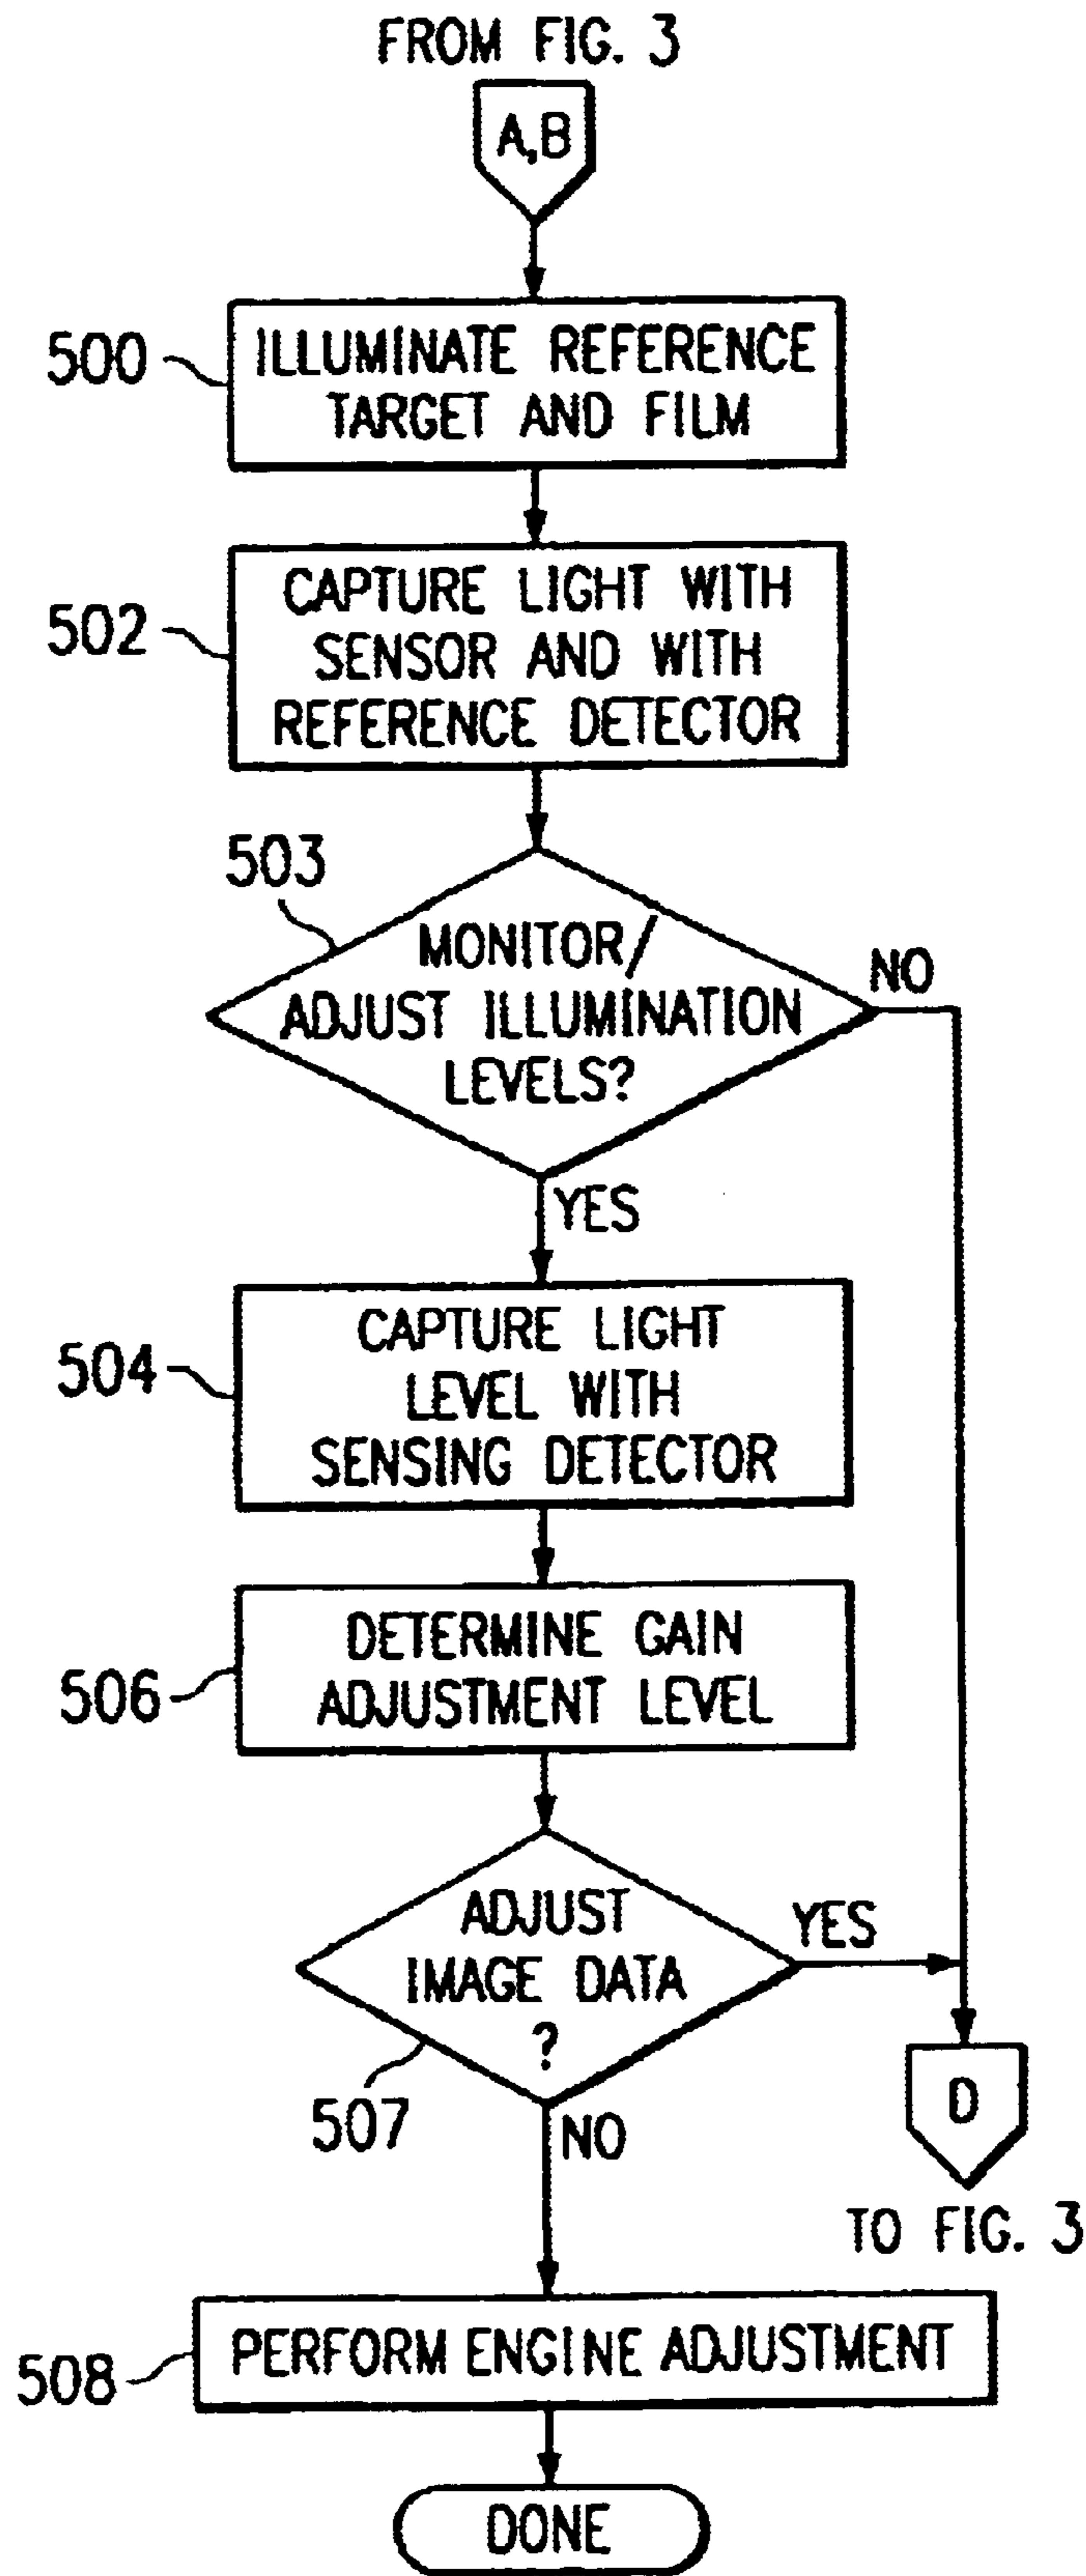 FROM FIG. 3
A,B
500
ILLUMINATE REFERENCE
TARGET AND FILM
502
CAPTURE LIGHT WITH
SENSOR AND WITH
REFERENCE DETECTOR
503
MONITOR/
ADJUST ILLUMINATION
LEVELS?
NO
YES
504
CAPTURE LIGHT
LEVEL WITH
SENSING DETECTOR
506
DETERMINE GAIN
ADJUSTMENT LEVEL
ADJUST
IMAGE DATA
?
YES
507
NO
D
TO FIG. 3
508
PERFORM ENGINE ADJUSTMENT
DONE